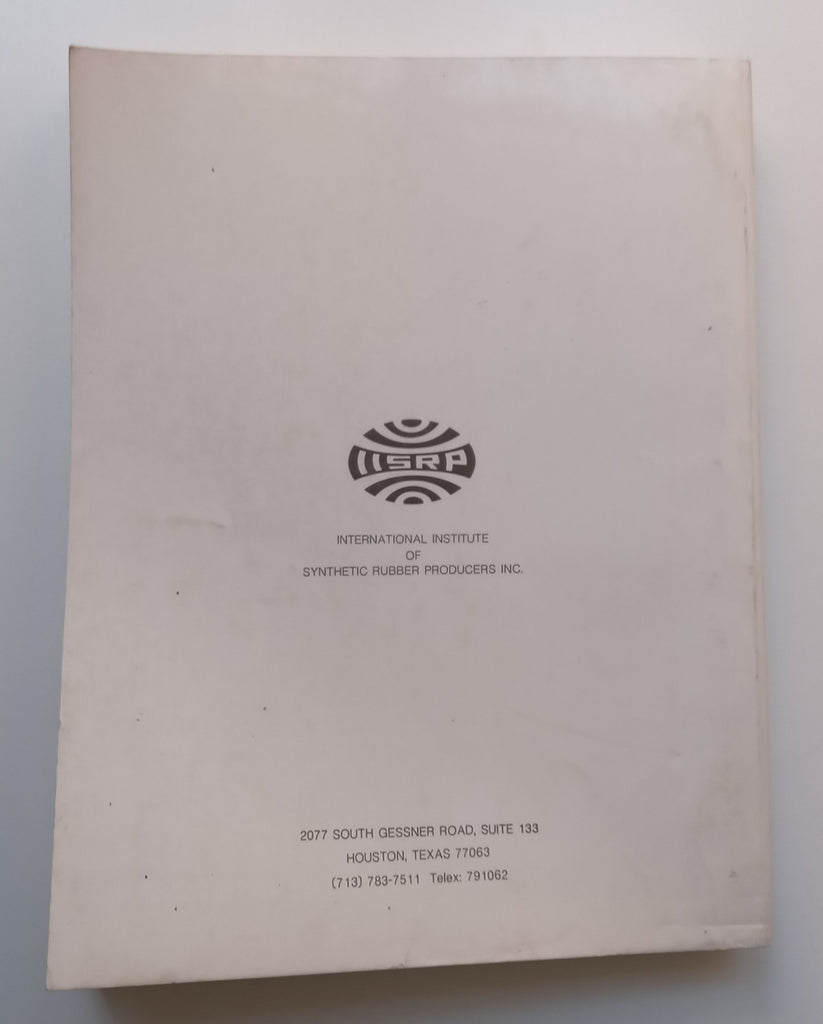 IISRP
INTERNATIONAL INSTITUTE
OF
SYNTHETIC RUBBER PRODUCERS INC.
2077 SOUTH GESSNER ROAD, SUITE 133
HOUSTON, TEXAS 77063
(713) 783-7511 Telex: 791062